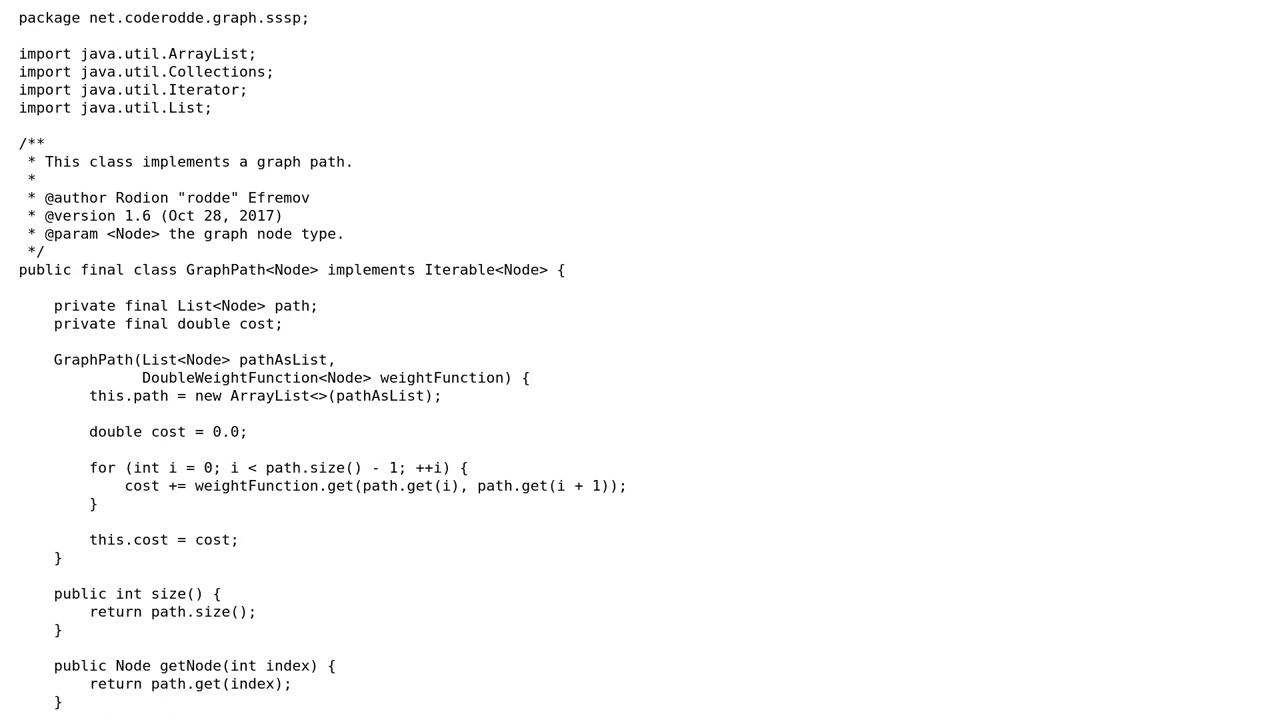 package net.coderodde.graph.sssp;

import java.util.ArrayList;
import java.util.Collections;
import java.util.Iterator;
import java.util.List;

/**
 * This class implements a graph path.
 *
 * @author Rodion "rodde" Efremov
 * @version 1.6 (Oct 28, 2017)
 * @param <Node> the graph node type.
 */
public final class GraphPath<Node> implements Iterable<Node> {

    private final List<Node> path;
    private final double cost;

    GraphPath(List<Node> pathAsList,
              DoubleWeightFunction<Node> weightFunction) {
        this.path = new ArrayList<>(pathAsList);

        double cost = 0.0;

        for (int i = 0; i < path.size() - 1; ++i) {
            cost += weightFunction.get(path.get(i), path.get(i + 1));
        }

        this.cost = cost;
    }

    public int size() {
        return path.size();
    }

    public Node getNode(int index) {
        return path.get(index);
    }